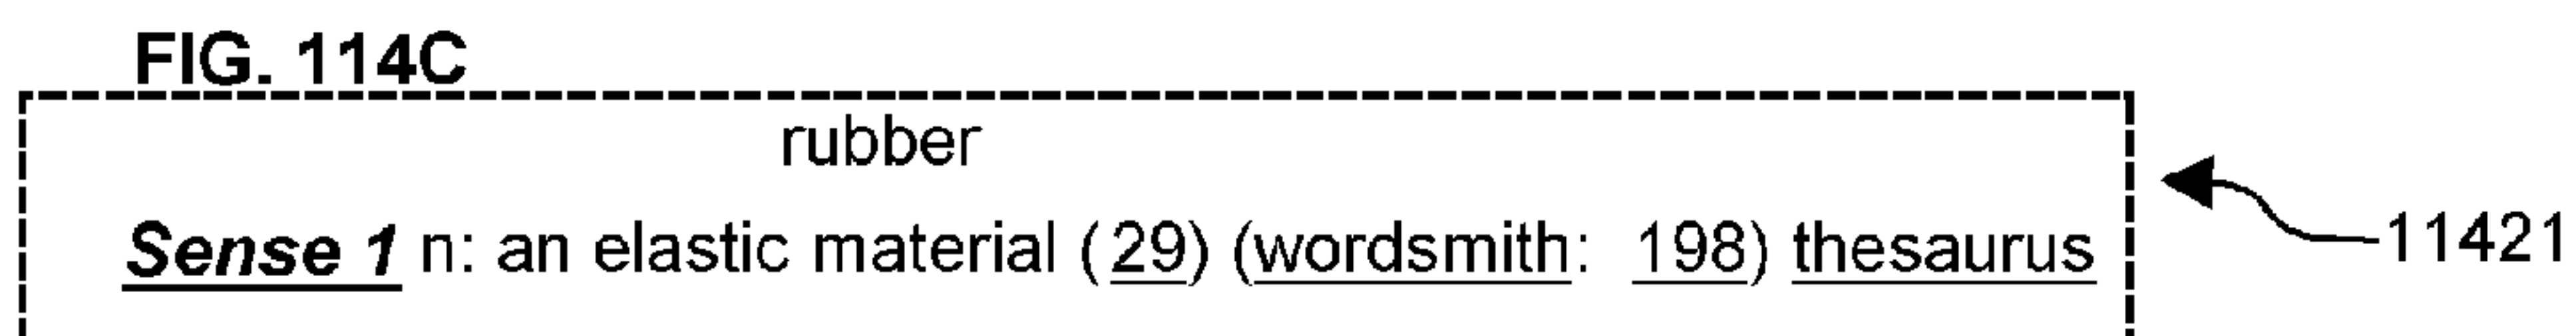 FIG. 114C
rubber
Sense 1 n: an elastic material (29) (wordsmith: 198) thesaurus
11421